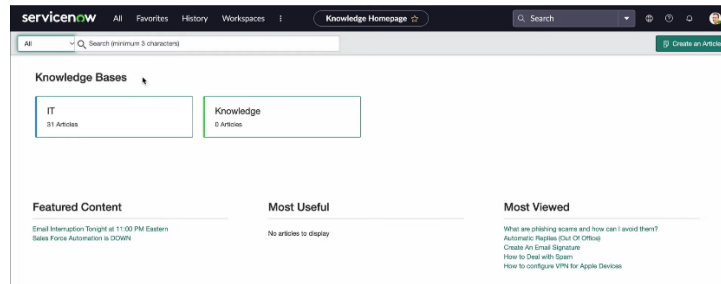 servicenow All Favorites History Workspaces Knowledge Homepage Search
All Search (minimum 3 characters) Create an Article
Knowledge Bases
IT Knowledge
31 Articles 0 Articles
Featured Content Most Useful Most Viewed
Email Interruption Tonight at 11:00 PM Eastern No articles to display What are phishing scams and how can I avoid them?
Sales Force Automation is DOWN Automatic Replies (Out Of Office)
Create An Email Signature
How to Deal with Spam
How to configure VPN for Apple Devices